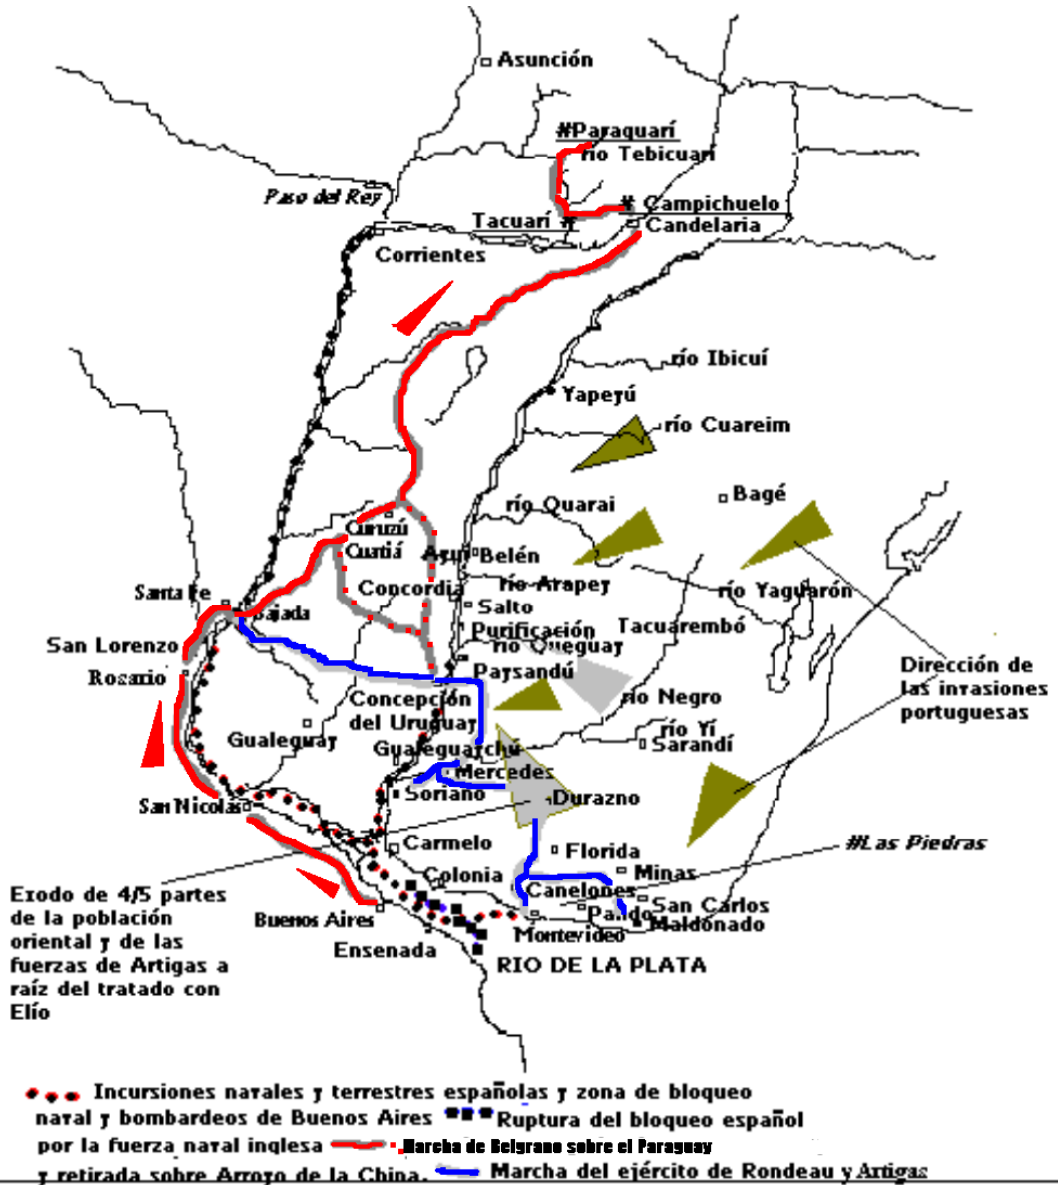 Asunción
#Paraquarí
río Tebicuari
Paso del Rey
# Campichuelo
Tacuarí #
Candelaria
Corrientes
río Ibicuí
Yapeyú
río Cuareim
Bagé
río Quarai
Curuzú
Cuatiá
Belén
río Arapey
río Yaguarón
Concordia
Santa Fe
Bajada
Salto
Purificación
Tacuarembó
San Lorenzo
río Queguay
Rosario
Paysandú
Dirección de
las invasiones
portuguesas
río Negro
Concepción
del Uruguay
río Yí
Sarandí
Gualeguay
Gualeguaychú
Mercedes
Soriano
Durazno
San Nicolás
Carmelo
Florida
#Las Piedras
Minas
Colonia
Canelones
San Carlos
Pando
Maldonado
Exodo de 4/5 partes
de la población
oriental y de las
fuerzas de Artigas a
raíz del tratado con
Elío
Buenos Aires
Montevideo
Ensenada
RIO DE LA PLATA
Incursiones navales y terrestres españolas y zona de bloqueo
naval y bombardeos de Buenos Aires Ruptura del bloqueo español
por la fuerza naval inglesa Marcha de Belgrano sobre el Paraguay
y retirada sobre Arroyo de la China. Marcha del ejército de Rondeau y Artigas